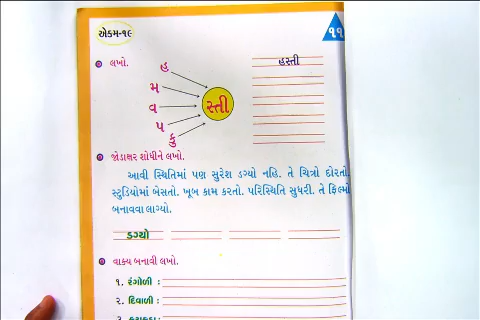 એકમ-૧૯
૧૧
લખો.
હ
મ
વ
પ
કુ
સ્તી
હસ્તી
જોડાક્ષર શોધીને લખો.
આવી સ્થિતિમાં પણ સુરેશ ડગ્યો નહિ. તે ચિત્રો દોરતો.
સ્ટુડિયોમાં બેસતો. ખૂબ કામ કરતો. પરિસ્થિતિ સુધરી. તે ફિલ્મો
બનાવવા લાગ્યો.
ડગ્યો
વાક્ય બનાવી લખો.
૧. રંગોળી :
૨. દિવાળી :